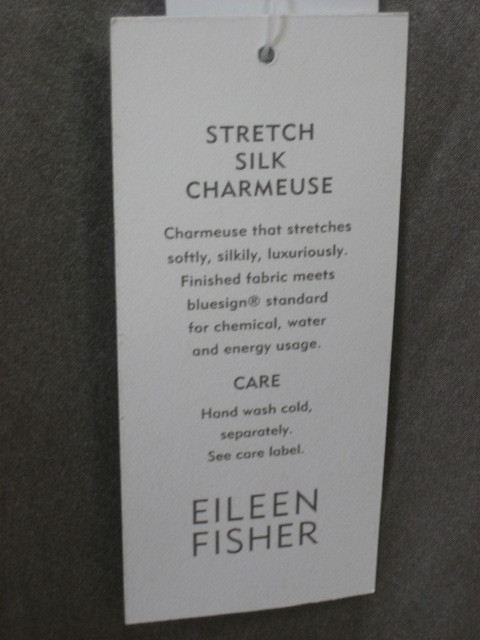 STRETCH
SILK
CHARMEUSE
Charmeuse that stretches
softly, silkily, luxuriously.
Finished fabric meets
bluesign® standard
for chemical, water
and energy usage.
CARE
Hand wash cold,
separately.
See care label.
EILEEN
FISHER